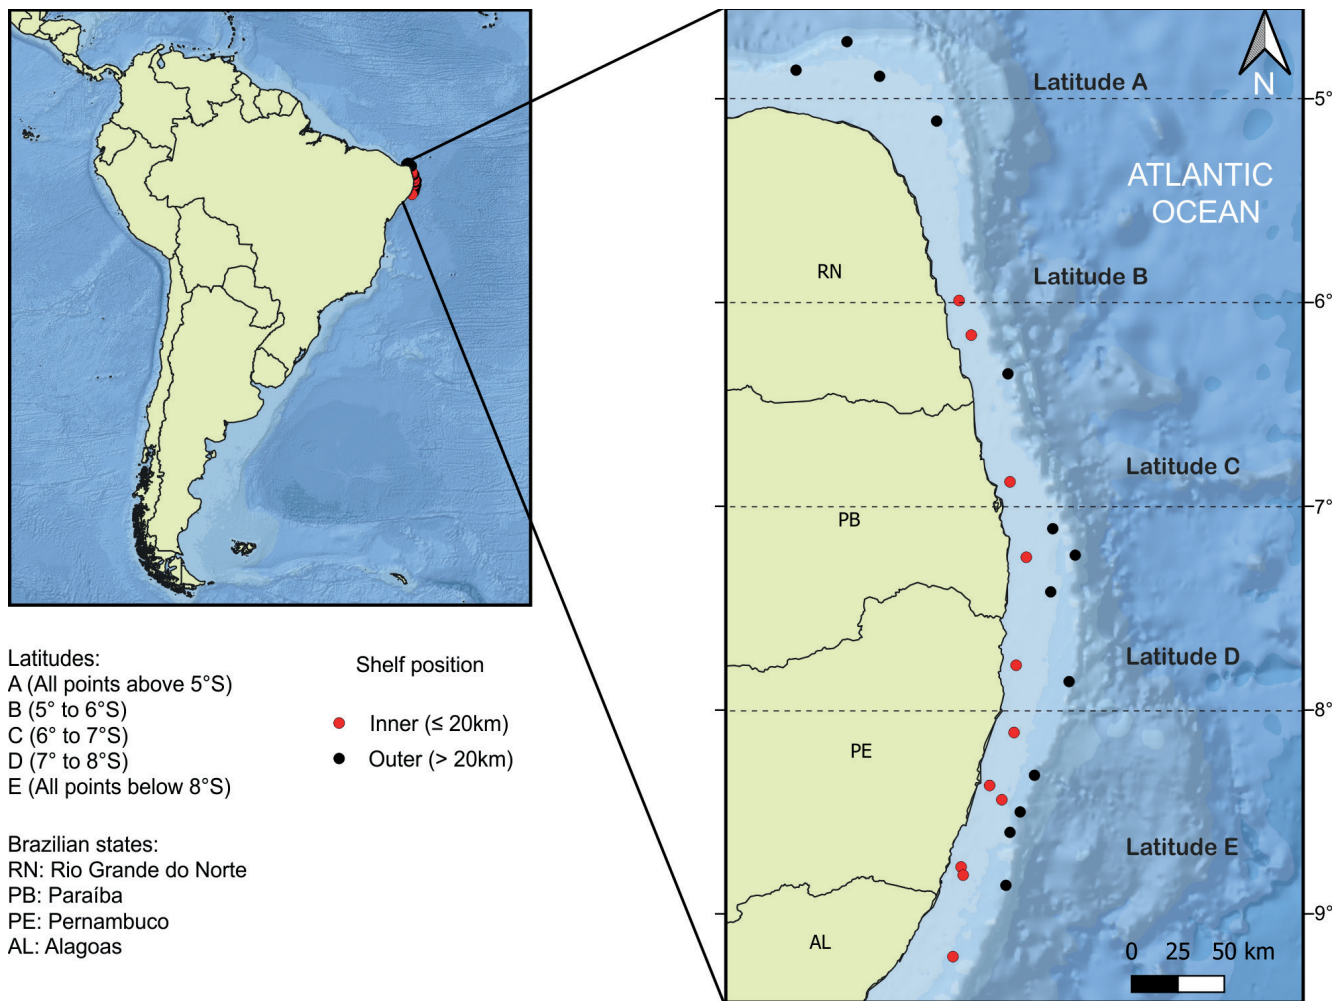 Latitude A
N
5°
ATLANTIC
OCEAN
RN
Latitude B
6°
Latitude C
PB
7°
Latitude D
8°
PE
Latitude E
9°
AL
0 25 50 km
Latitudes:
A (All points above 5°S)
B (5° to 6°S)
C (6° to 7°S)
D (7° to 8°S)
E (All points below 8°S)
Shelf position
Inner (≤ 20km)
Outer (> 20km)
Brazilian states:
RN: Rio Grande do Norte
PB: Paraíba
PE: Pernambuco
AL: Alagoas